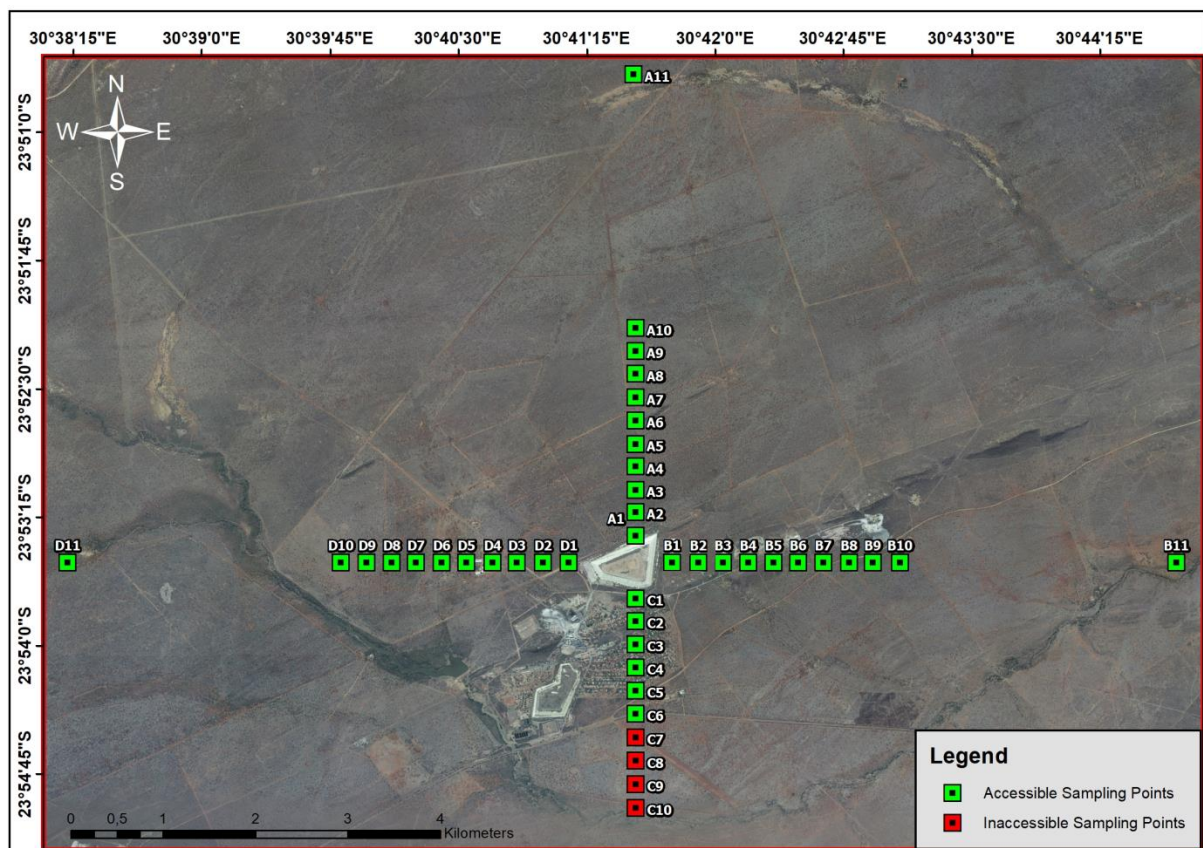 30°38'15"E 30°39'0"E 30°39'45"E 30°40'30"E 30°41'15"E 30°42'0"E 30°42'45"E 30°43'30"E 30°44'15"E
A11
N
W E
S
23°51'0"S
23°51'45"S
A10
A9
A8
23°52'30"S
A7
A6
A5
A4
A3
23°53'15"S
A1 A2
D11 D10 D9 D8 D7 D6 D5 D4 D3 D2 D1 B1 B2 B3 B4 B5 B6 B7 B8 B9 B10 B11
C1
C2
23°54'0"S
C3
C4
C5
C6
C7
C8
23°54'45"S
C9
C10
Legend
Accessible Sampling Points
Inaccessible Sampling Points
0 0,5 1 2 3 4
Kilometers